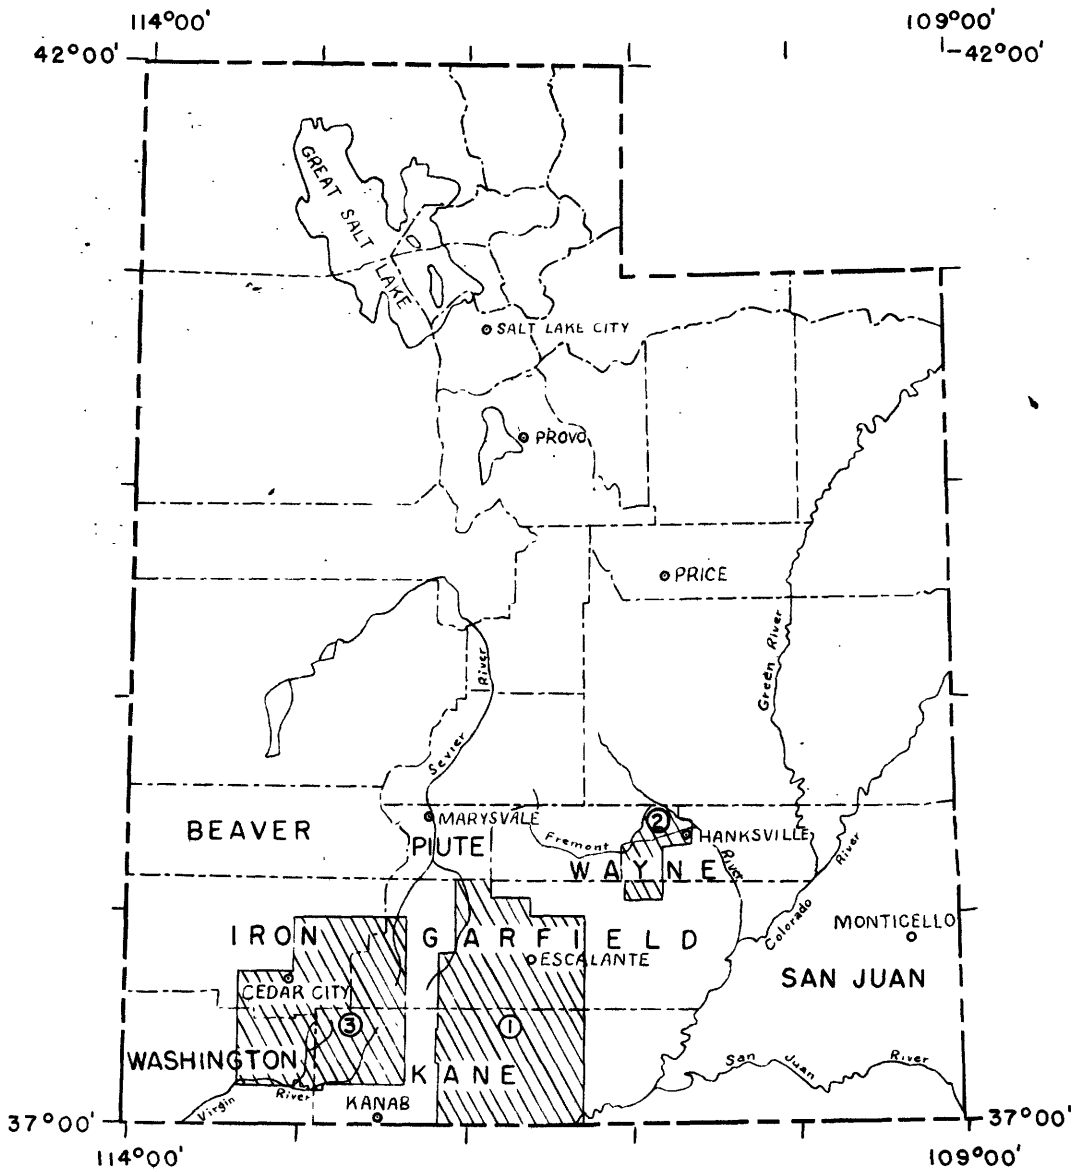 114°00'
109°00'
42°00'
42°00'
GREAT SALT LAKE
SALT LAKE CITY
PROVO
PRICE
Green River
River
Sevier
MARYSVALE
BEAVER
PIUTE
Fremont
2
HANKSVILLE
WAYNE
River
River
Colorado
MONTICELLO
IRON
GARFIELD
ESCALANTE
SAN JUAN
CEDAR CITY
3
1
WASHINGTON
KANE
San Juan River
Virgin River
KANAB
37°00'
37°00'
114°00'
109°00'